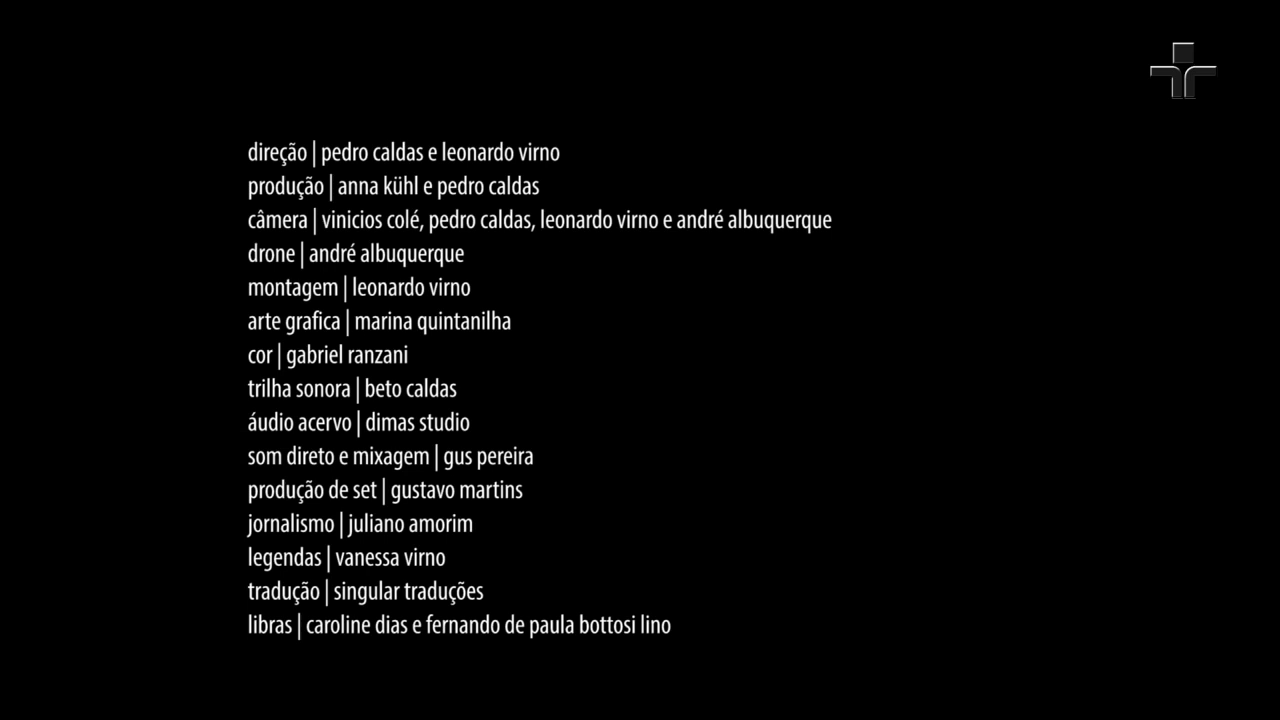 direção | pedro caldas e leonardo virno
produção | anna kühl e pedro caldas
câmera | vinicios colé, pedro caldas, leonardo virno e andré albuquerque
drone | andré albuquerque
montagem | leonardo virno
arte grafica | marina quintanilha
cor | gabriel ranzani
trilha sonora | beto caldas
áudio acervo | dimas studio
som direto e mixagem | gus pereira
produção de set | gustavo martins
jornalismo | juliano amorim
legendas | vanessa virno
tradução | singular traduções
libras | caroline dias e fernando de paula bottosi lino